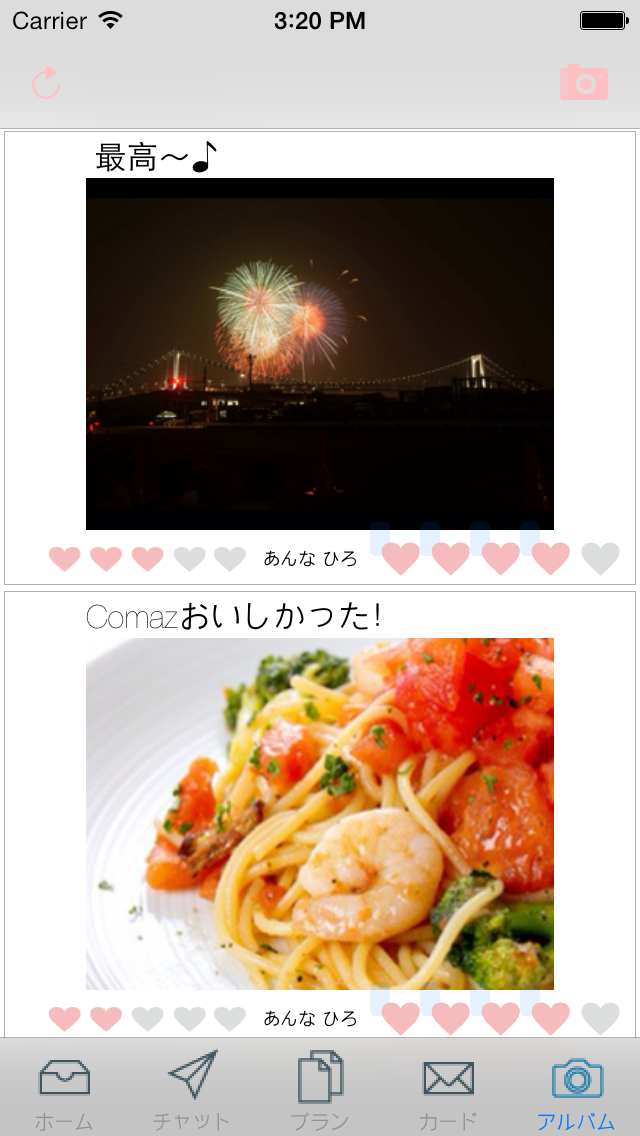 Carrier 3:20 PM
最高〜♪
あんな ひろ
Comazおいしかった!
あんな ひろ
ホーム チャット プラン カード アルバム